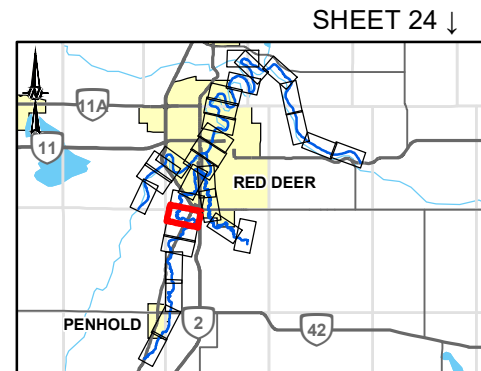 SHEET 24 ↓
11A
11
RED DEER
PENHOLD
2
42